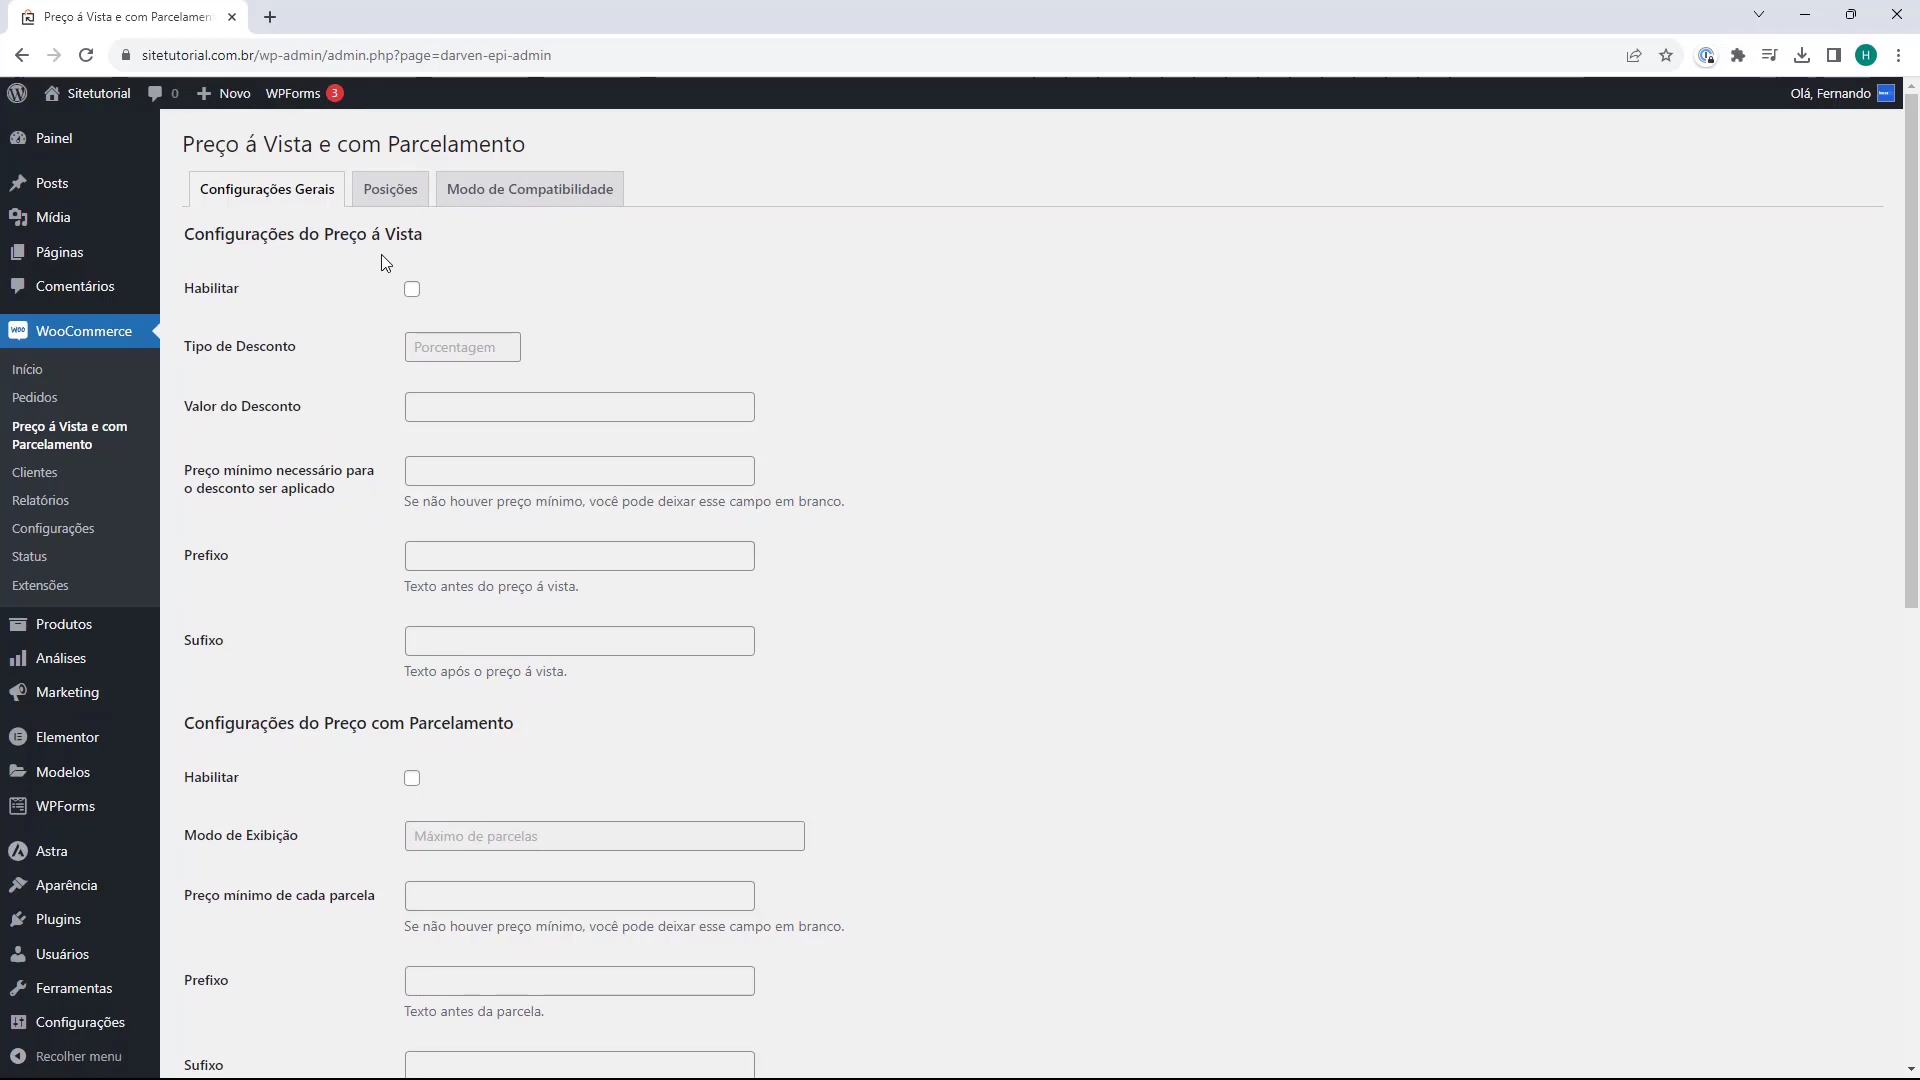 Preço á Vista e com Parcelamen
sitetutorial.com.br/wp-admin/admin.php?page=darven-epi-admin
H
Sitetutorial
0
Novo
WPForms
3
Olá, Fernando
Painel
Posts
Mídia
Páginas
Comentários
WooCommerce
Início
Pedidos
Preço á Vista e com
Parcelamento
Clientes
Relatórios
Configurações
Status
Extensões
Produtos
Análises
Marketing
Elementor
Modelos
WPForms
Astra
Aparência
Plugins
Usuários
Ferramentas
Configurações
Recolher menu
Preço á Vista e com Parcelamento
Configurações Gerais
Posições
Modo de Compatibilidade
Configurações do Preço á Vista
Habilitar
Tipo de Desconto
Porcentagem
Valor do Desconto
Preço mínimo necessário para
o desconto ser aplicado
Se não houver preço mínimo, você pode deixar esse campo em branco.
Prefixo
Texto antes do preço á vista.
Sufixo
Texto após o preço á vista.
Configurações do Preço com Parcelamento
Habilitar
Modo de Exibição
Máximo de parcelas
Preço mínimo de cada parcela
Se não houver preço mínimo, você pode deixar esse campo em branco.
Prefixo
Texto antes da parcela.
Sufixo